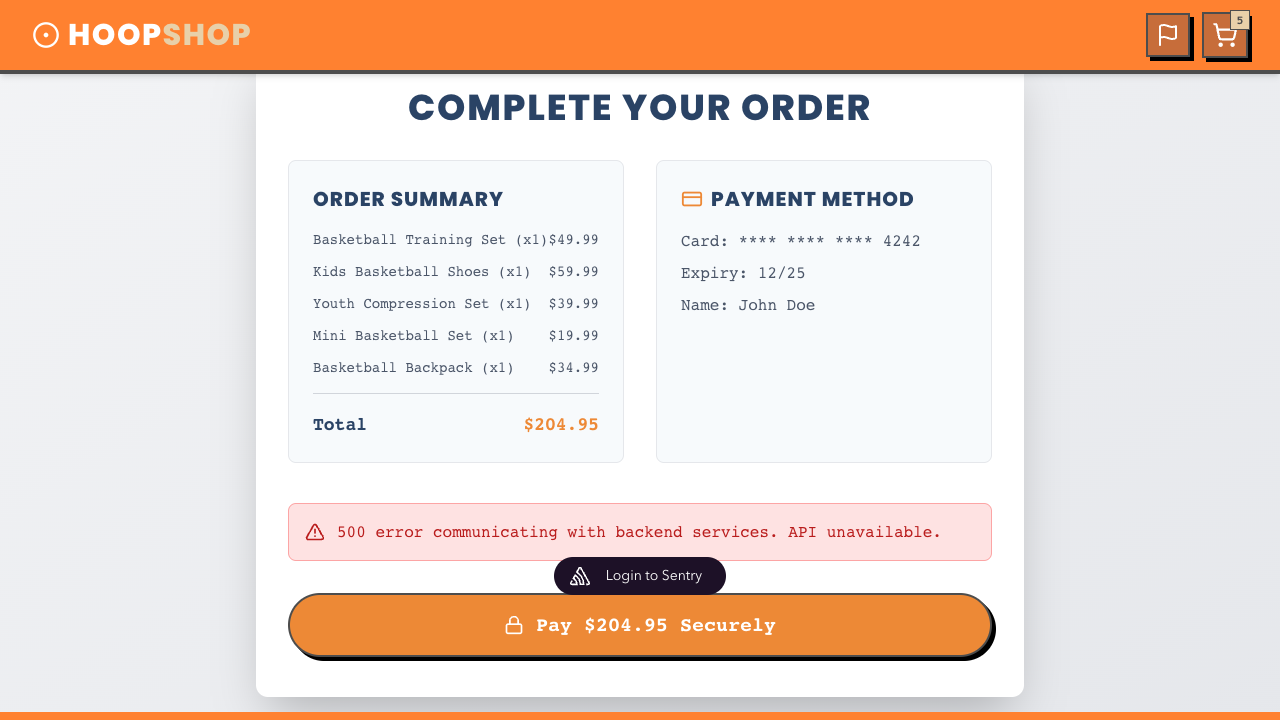 HOOPSHOP
5
COMPLETE YOUR ORDER
ORDER SUMMARY
Basketball Training Set (x1) $49.99
Kids Basketball Shoes (x1) $59.99
Youth Compression Set (x1) $39.99
Mini Basketball Set (x1) $19.99
Basketball Backpack (x1) $34.99
Total $204.95
PAYMENT METHOD
Card: **** **** **** 4242
Expiry: 12/25
Name: John Doe
500 error communicating with backend services. API unavailable.
Login to Sentry
Pay $204.95 Securely